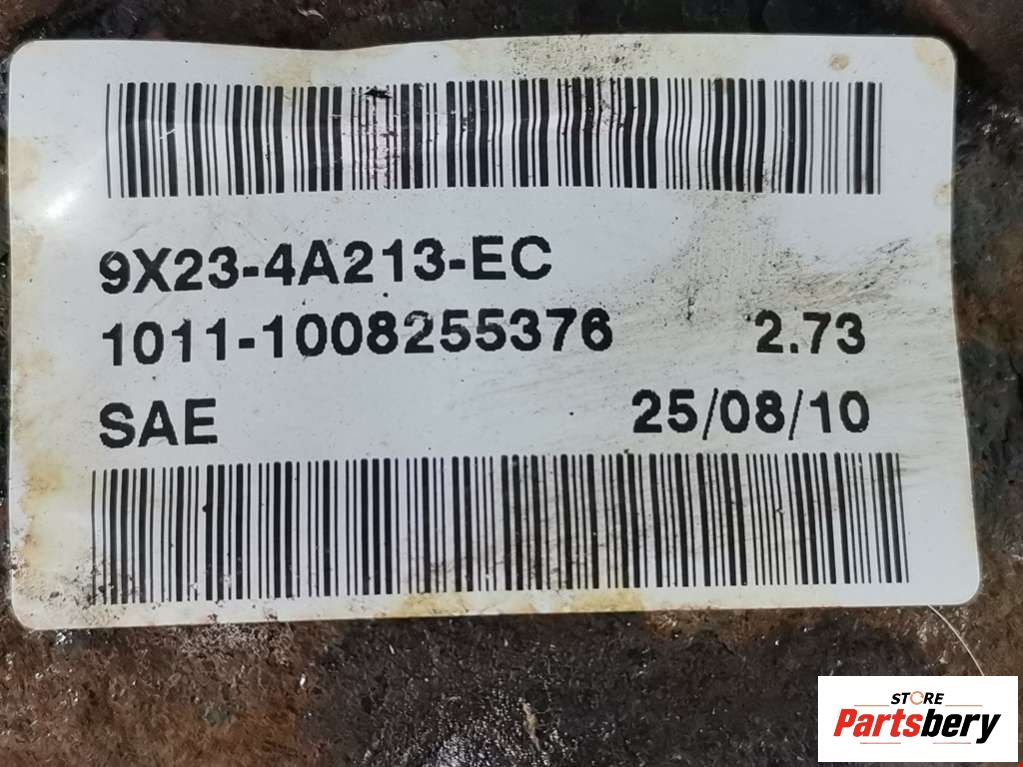 9X23-4A213-EC
1011-1008255376 2.73
SAE 25/08/10
STORE
Partsbery